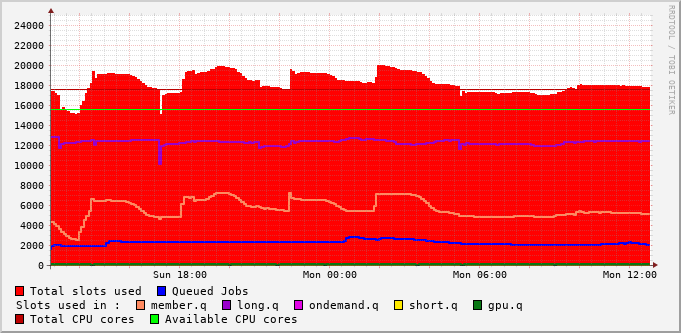 24000
22000
20000
18000
16000
14000
12000
10000
8000
6000
4000
2000
0
Sun 18:00 Mon 00:00 Mon 06:00 Mon 12:00
RRDTOOL / TOBI OETIKER
Total slots used Queued Jobs
Slots used in : member.q long.q ondemand.q short.q gpu.q
Total CPU cores Available CPU cores